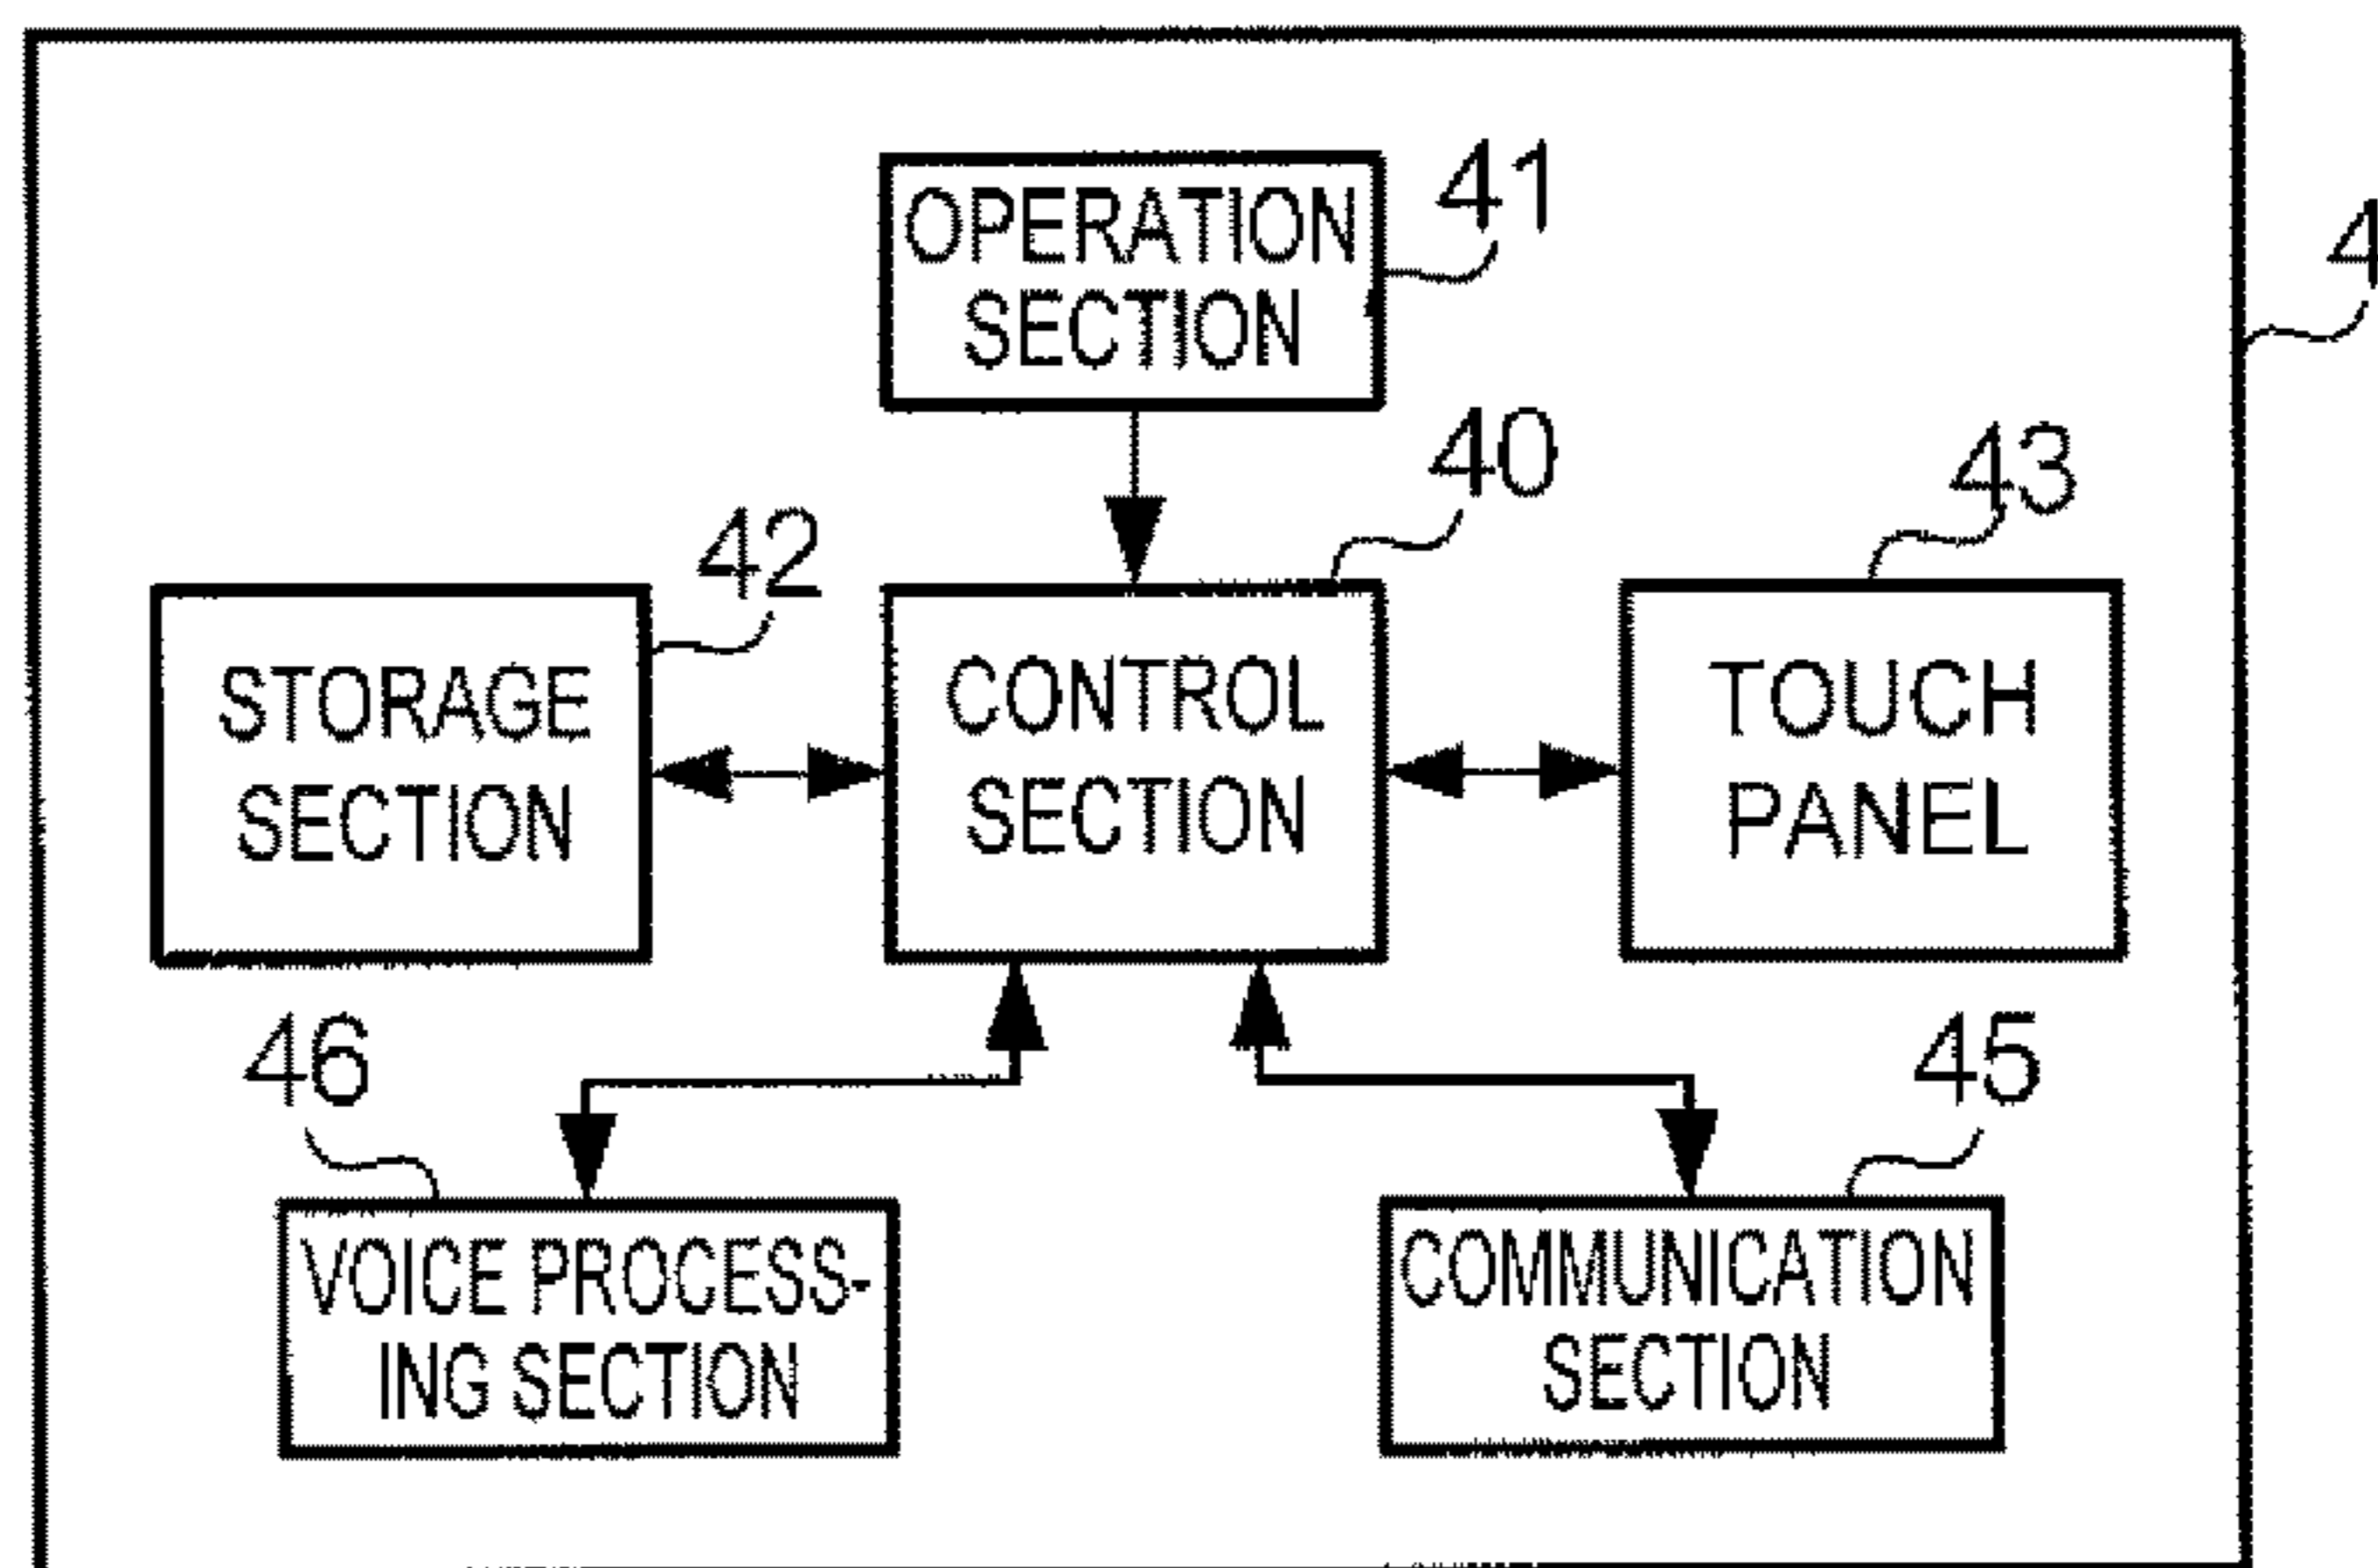 41
OPERATION
SECTION
4
40
43
42
STORAGE
SECTION
CONTROL
SECTION
TOUCH
PANEL
46
45
VOICE PROCESS-
ING SECTION
COMMUNICATION
SECTION